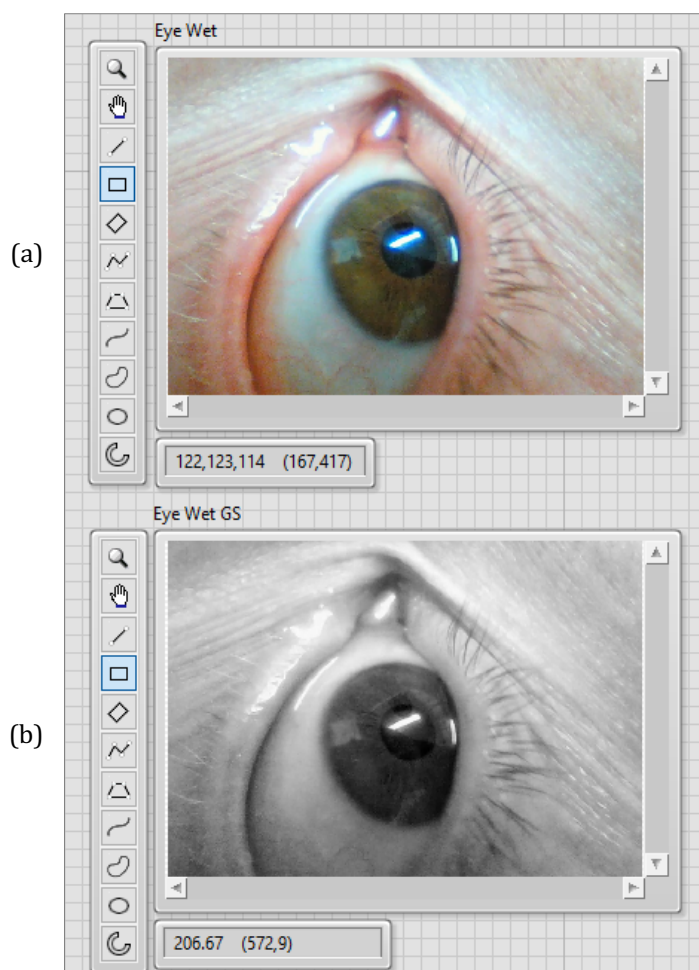 Eye Wet
(a)
122,123,114 (167,417)
Eye Wet GS
(b)
206.67 (572,9)